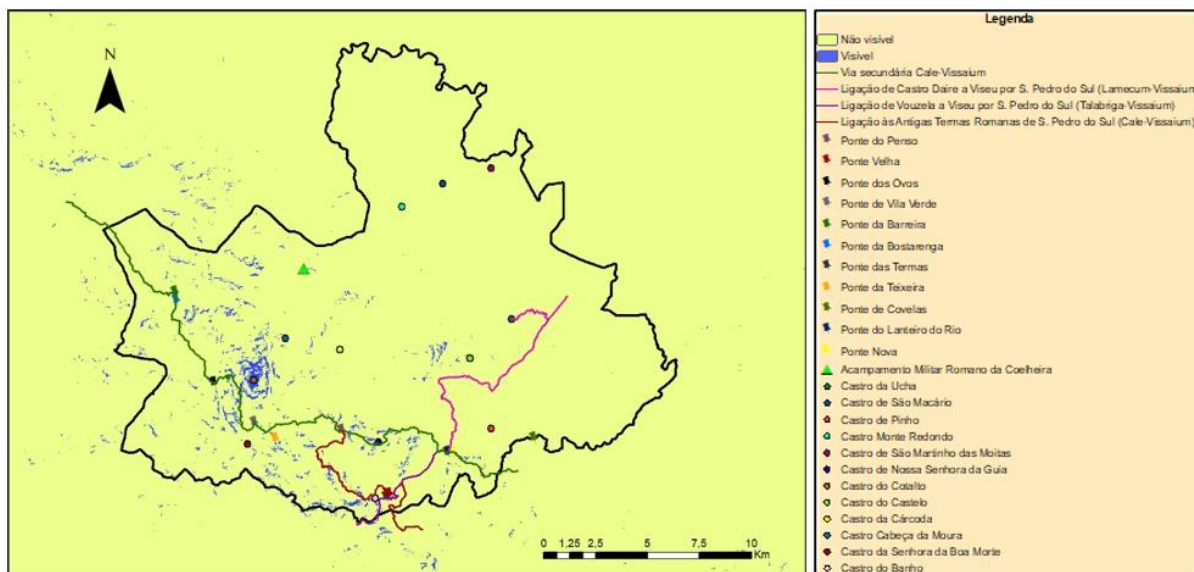 N
0 1,25 2,5 5 7,5 10
Km
Legenda
Não visível
Visível
Via secundária Cale-Vissaium
Ligação de Castro Daire a Viseu por S. Pedro do Sul (Lamecum-Vissaium
Ligação de Vouzela a Viseu por S. Pedro do Sul (Talabriga-Vissaium)
Ligação às Antigas Termas Romanas de S. Pedro do Sul (Cale-Vissaium)
Ponte do Penso
Ponte Velha
Ponte dos Ovos
Ponte de Vila Verde
Ponte da Barreira
Ponte da Bostarenga
Ponte das Termas
Ponte da Teixeira
Ponte de Covelas
Ponte do Lanteiro do Rio
Ponte Nova
Acampamento Militar Romano da Coelheira
Castro da Ucha
Castro de São Macário
Castro de Pinho
Castro Monte Redondo
Castro de São Martinho das Moitas
Castro de Nossa Senhora da Guia
Castro do Cotalto
Castro do Castelo
Castro da Cárcoda
Castro Cabeça da Moura
Castro da Senhora da Boa Morte
Castro do Banho